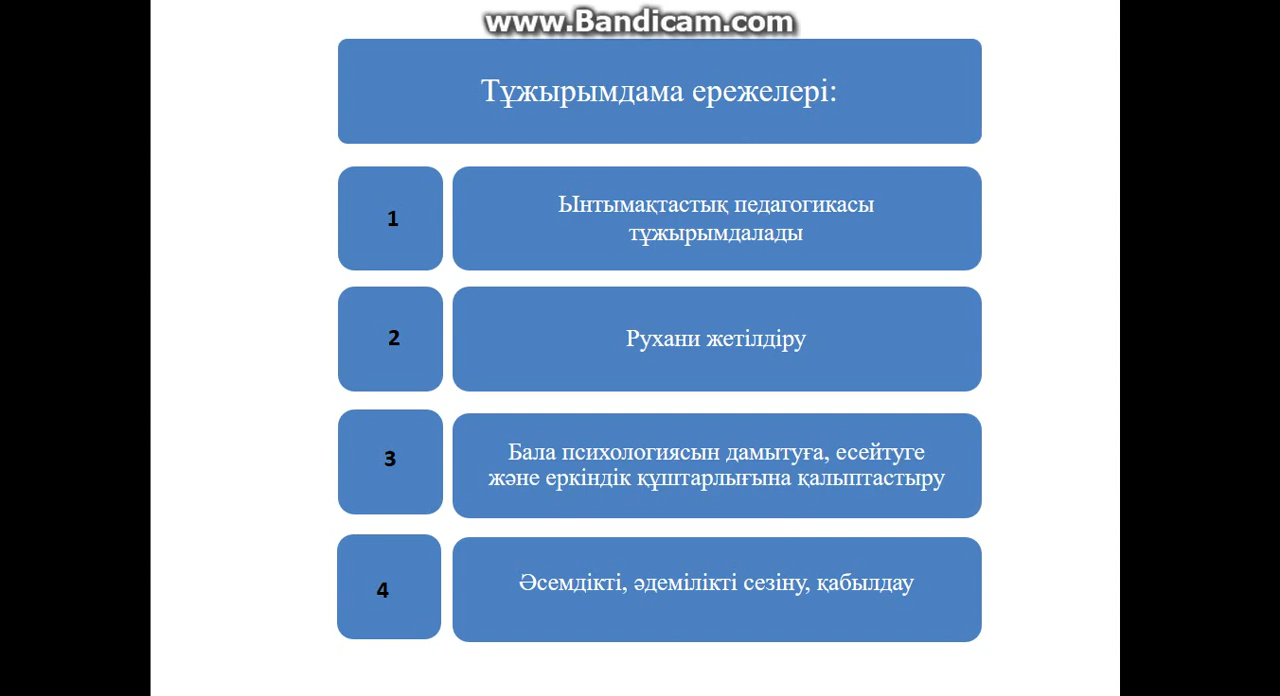 www.Bandicam.com
Тұжырымдама ережелері:
1
Ынтымақтастық педагогикасы
тұжырымдалады
2
Рухани жетілдіру
3
Бала психологиясын дамытуға, есейтуге
және еркіндік құштарлығына қалыптастыру
4
Әсемдікті, әдемілікті сезіну, қабылдау